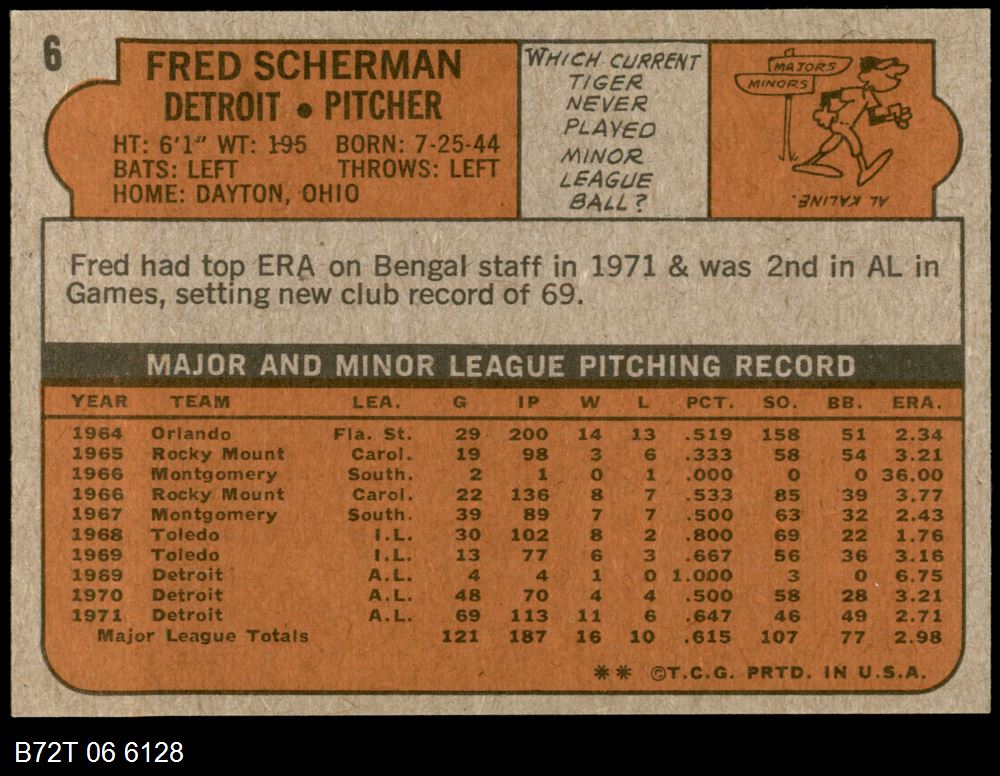 6
FRED SCHERMAN
DETROIT • PITCHER
HT: 6'1" WT: 195 BORN: 7-25-44
BATS: LEFT THROWS: LEFT
HOME: DAYTON, OHIO
WHICH CURRENT
TIGER
NEVER
PLAYED
MINOR
LEAGUE
BALL?
MAJORS
MINORS
AL KALINE.
Fred had top ERA on Bengal staff in 1971 & was 2nd in AL in
Games, setting new club record of 69.
MAJOR AND MINOR LEAGUE PITCHING RECORD
YEAR TEAM LEA. G IP W L PCT. SO. BB. ERA.
1964 Orlando Fla. St. 29 200 14 13 .519 158 51 2.34
1965 Rocky Mount Carol. 19 98 3 6 .333 58 54 3.21
1966 Montgomery South. 2 1 0 1 .000 0 0 36.00
1966 Rocky Mount Carol. 22 136 8 7 .533 85 39 3.77
1967 Montgomery South. 39 89 7 7 .500 63 32 2.43
1968 Toledo I.L. 30 102 8 2 .800 69 22 1.76
1969 Toledo I.L. 13 77 6 3 .667 56 36 3.16
1969 Detroit A.L. 4 4 1 0 1.000 3 0 6.75
1970 Detroit A.L. 48 70 4 4 .500 58 28 3.21
1971 Detroit A.L. 69 113 11 6 .647 46 49 2.71
Major League Totals 121 187 16 10 .615 107 77 2.98
** ©T.C.G. PRTD. IN U.S.A.
B72T 06 6128